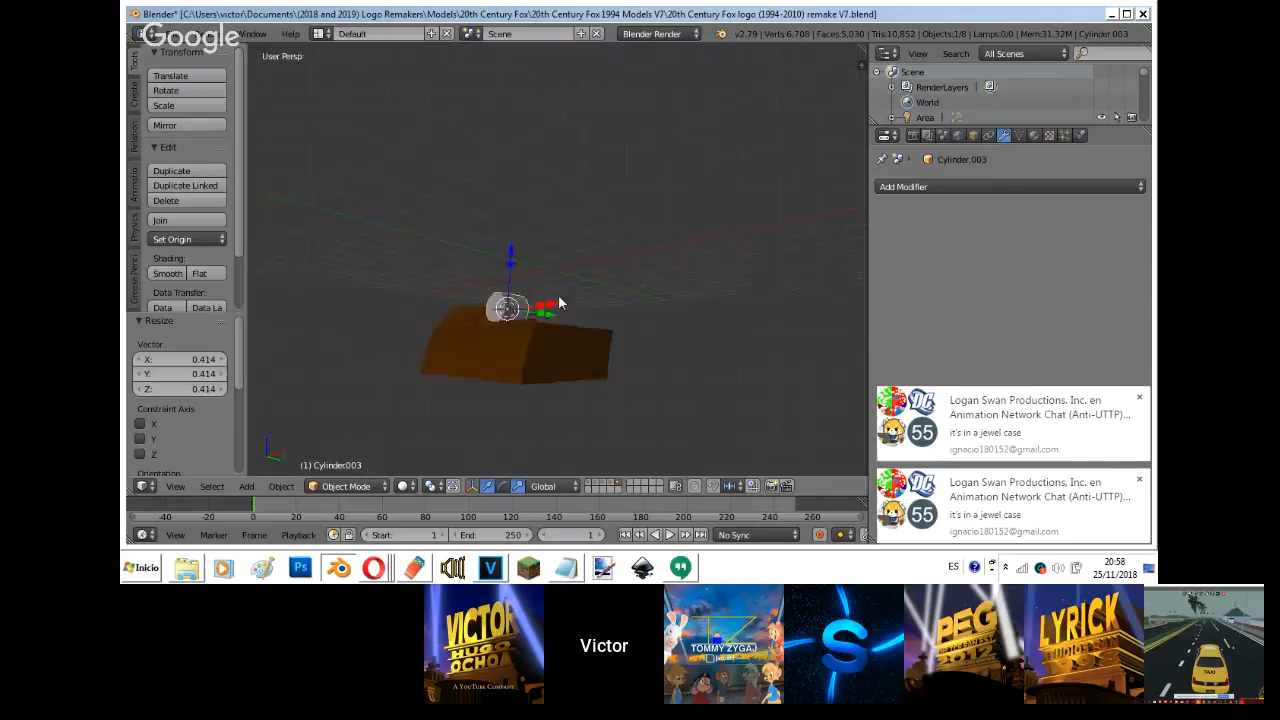 Blender* [C:\Users\victor\Documents\(2018 and 2019) Logo Remakers\Models\20th Century Fox\20th Century Fox 1994 Models V7\20th Century Fox logo (1994-2010) remake V7.blend]
Google
Window Help Default Scene Blender Render v2.79 | Verts:6,708 | Faces:5,030 | Tris:10,852 | Objects:1/8 | Lamps:0/0 | Mem:31.32M | Cylinder.003
Transform
Translate
Rotate
Scale
Mirror
Edit
Duplicate
Duplicate Linked
Delete
Join
Set Origin
Shading:
Smooth Flat
Data Transfer:
Data Data La
Resize
Vector
X: 0.414
Y: 0.414
Z: 0.414
Constraint Axis
X
Y
Z
Orientation
Tools
Create
Relation
Animatio
Physics
Grease Penci
User Persp
(1) Cylinder.003
View Select Add Object Object Mode Global
-40 -20 0 20 40 60 80 100 120 140 160 180 200 220 240 260
View Marker Frame Playback Start: 1 End: 250 1 No Sync
View Search All Scenes
Scene
RenderLayers
World
Area
Cylinder.003
Add Modifier
Logan Swan Productions, Inc. en
Animation Network Chat (Anti-UTTP)...
it's in a jewel case
ignacio180152@gmail.com
55
Logan Swan Productions, Inc. en
Animation Network Chat (Anti-UTTP)...
it's in a jewel case
ignacio180152@gmail.com
55
Inicio
Ps
V
ES
20:58
25/11/2018
VICTOR
HUGO
OCHOA
A YOUTUBE COMPANY
Victor
TOMMY ZYGAJ
S
PEG
2012
LYRICK
TAXI